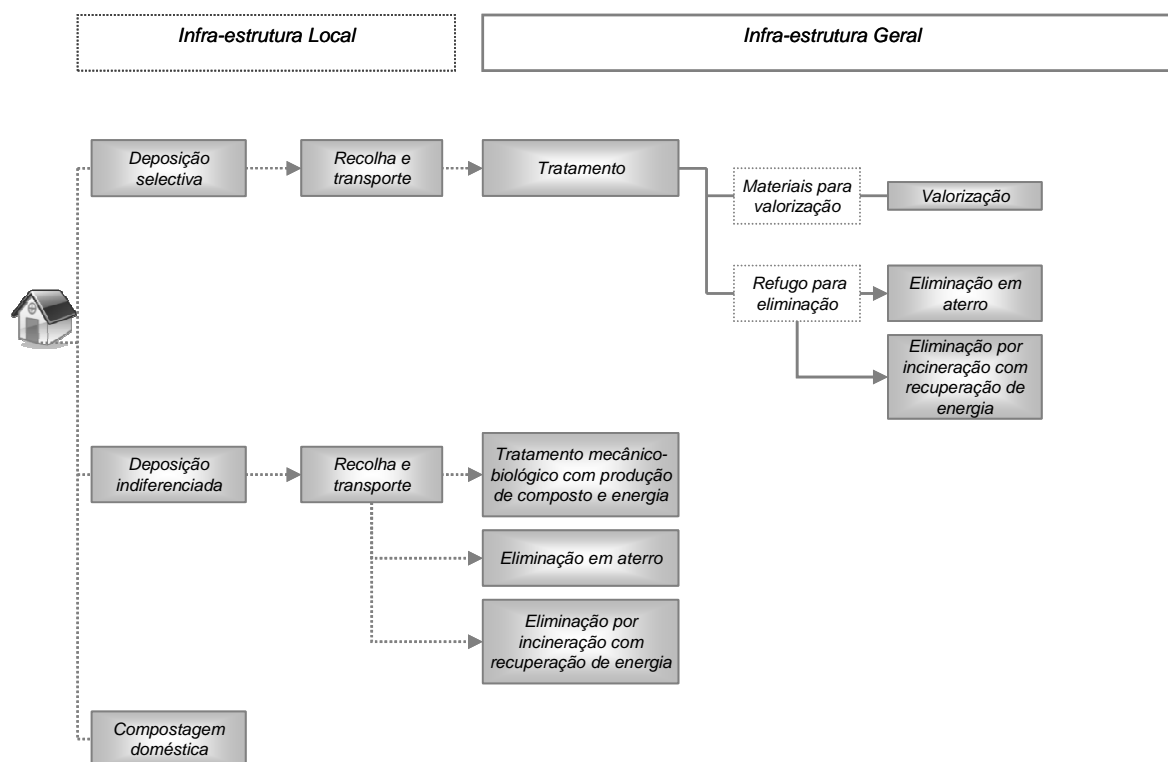 Infra-estrutura Local
Infra-estrutura Geral
Deposição
selectiva
Recolha e
transporte
Tratamento
Materiais para
valorização
Valorização
Refugo para
eliminação
Eliminação em
aterro
Eliminação por
incineração com
recuperação de
energia
Deposição
indiferenciada
Recolha e
transporte
Tratamento mecânico-
biológico com produção
de composto e energia
Eliminação em aterro
Eliminação por
incineração com
recuperação de energia
Compostagem
doméstica